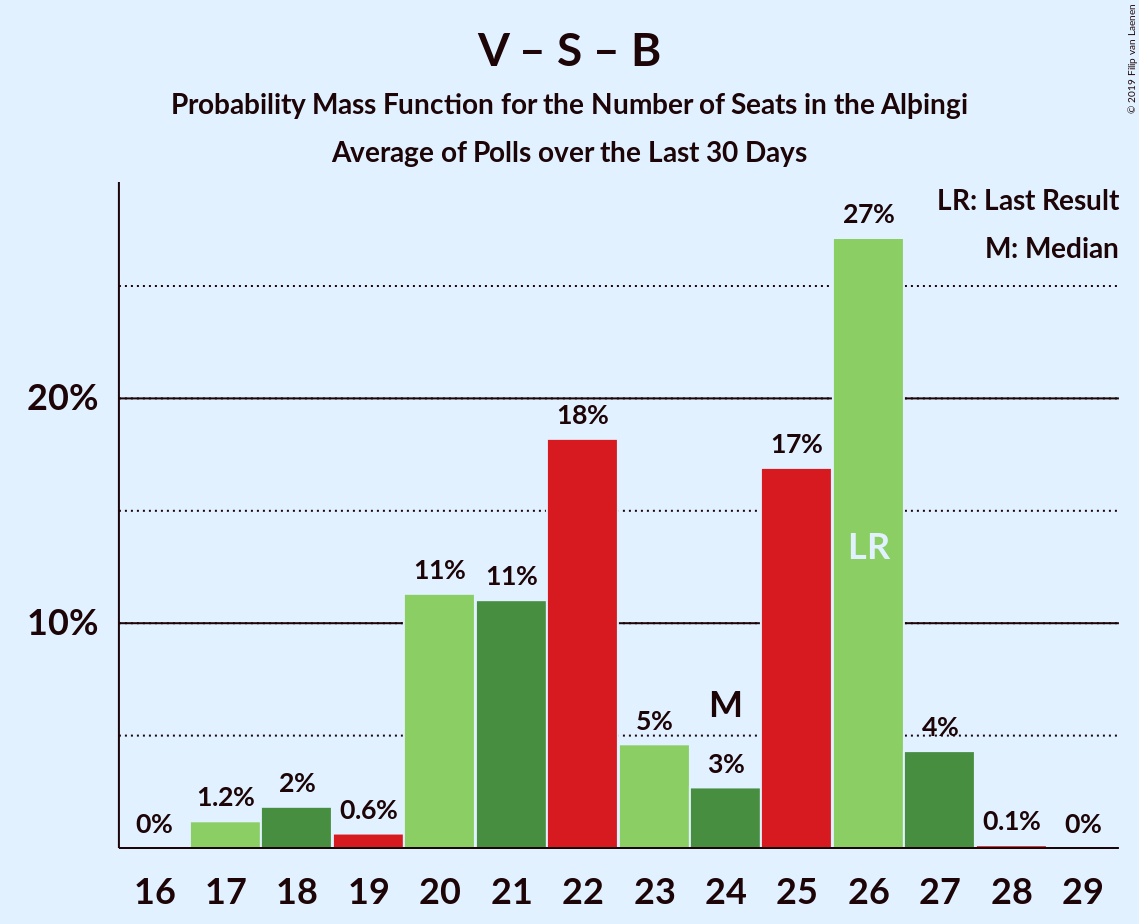 V – S – B
Probability Mass Function for the Number of Seats in the Alþingi
Average of Polls over the Last 30 Days
© 2019 Filip van Laenen
LR: Last Result
M: Median
20%
10%
0%
1.2%
2%
0.6%
11%
11%
18%
5%
M
3%
17%
27%
LR
4%
0.1%
0%
16 17 18 19 20 21 22 23 24 25 26 27 28 29